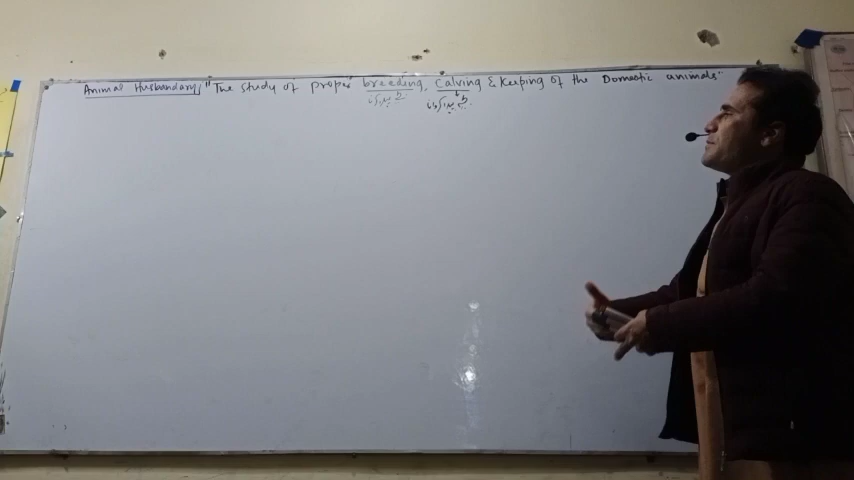 Animal Husbandary "The study of proper breeding, Calving & Keeping of the Domestic animals"